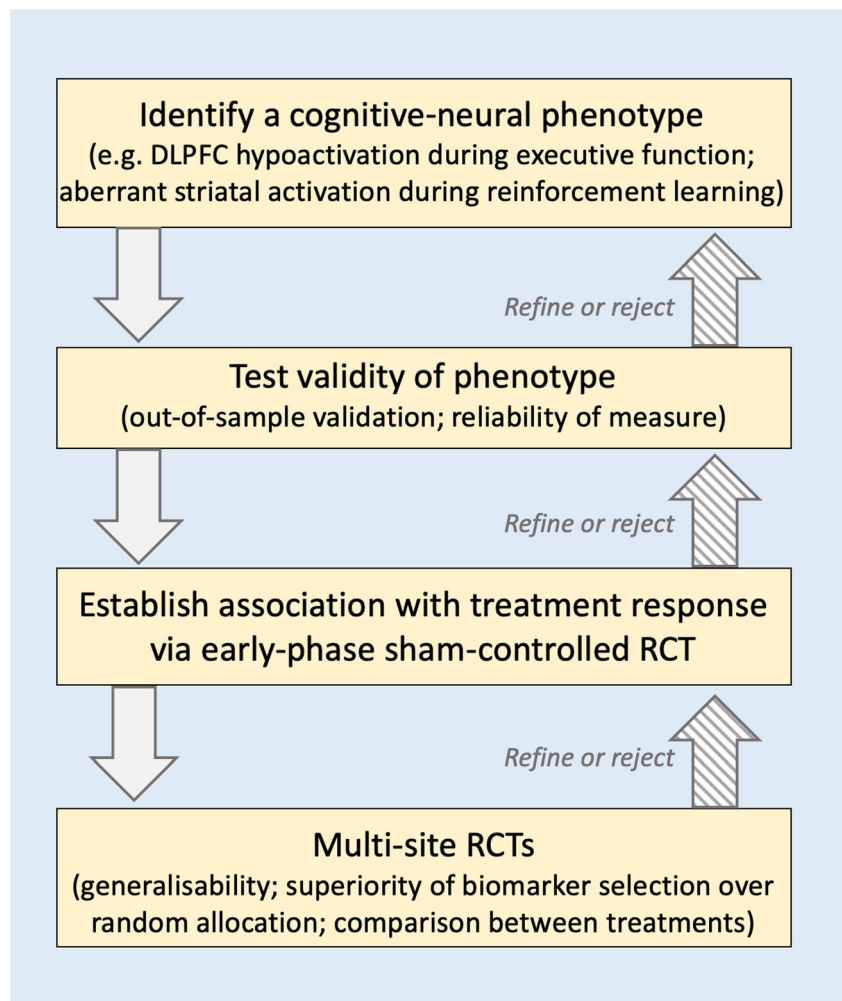 Identify a cognitive-neural phenotype
(e.g. DLPFC hypoactivation during executive function;
aberrant striatal activation during reinforcement learning)
Refine or reject
Test validity of phenotype
(out-of-sample validation; reliability of measure)
Refine or reject
Establish association with treatment response
via early-phase sham-controlled RCT
Refine or reject
Multi-site RCTs
(generalisability; superiority of biomarker selection over
random allocation; comparison between treatments)